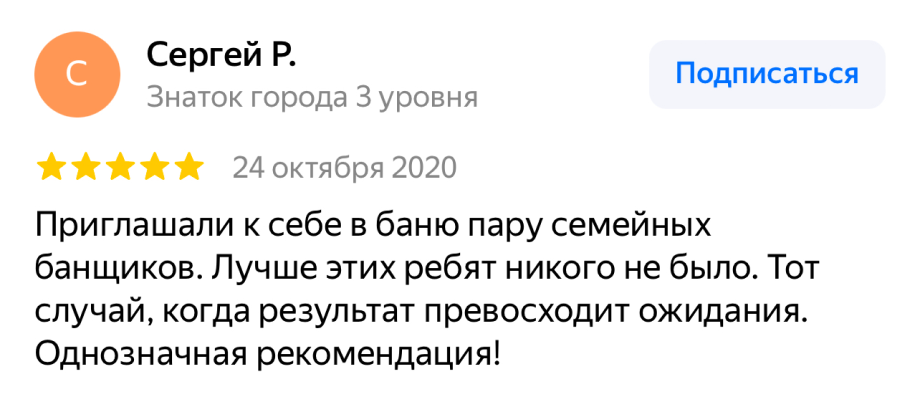 С
Сергей Р.
Знаток города 3 уровня
Подписаться
24 октября 2020
Приглашали к себе в баню пару семейных
банщиков. Лучше этих ребят никого не было. Тот
случай, когда результат превосходит ожидания.
Однозначная рекомендация!